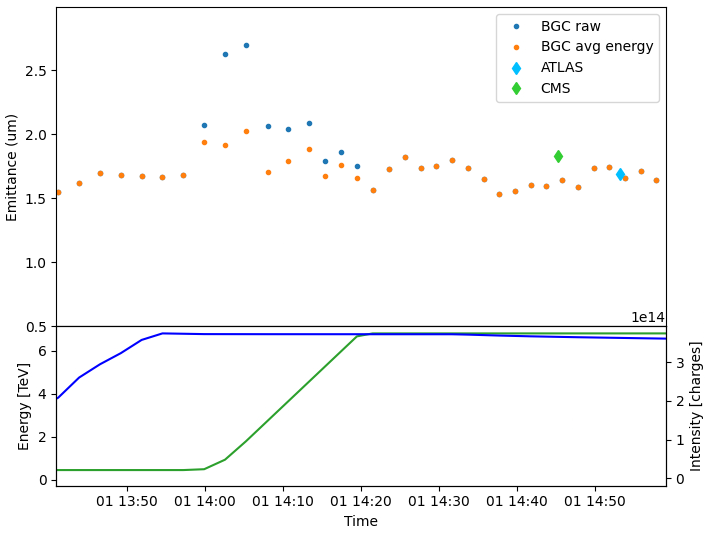 BGC raw
BGC avg energy
ATLAS
CMS
Emittance (um)
2.5
2.0
1.5
1.0
0.5
1e14
Energy [TeV]
6
4
2
0
Intensity [charges]
3
2
1
0
01 13:50 01 14:00 01 14:10 01 14:20 01 14:30 01 14:40 01 14:50
Time